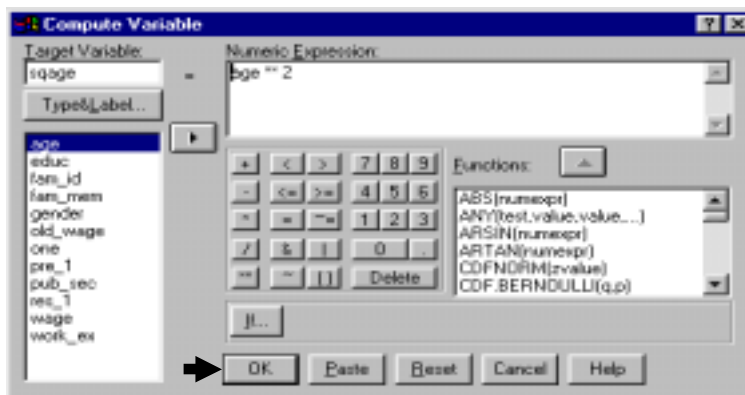 Compute Variable
Target Variable:
sqage
=
Numeric Expression:
age ** 2
Type&Label...
age
educ
fam_id
fam_mem
gender
old_wage
one
pre_1
pub_sec
res_1
wage
work_ex
+ < > 7 8 9
- <= >= 4 5 6
* = ~= 1 2 3
/ & | 0 .
** ~ () Delete
Functions:
ABS(numexpr)
ANY(test,value,value,...)
ARSIN(numexpr)
ARTAN(numexpr)
CDFNORM(zvalue)
CDF.BERNOULLI(q,p)
If...
OK Paste Reset Cancel Help